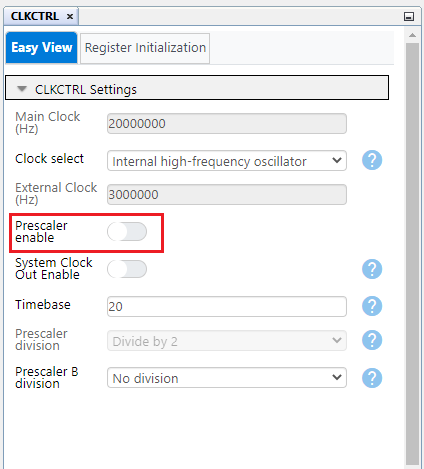 CLKCTRL
Easy View
Register Initialization
CLKCTRL Settings
Main Clock
(Hz)
20000000
Clock select
Internal high-frequency oscillator
?
External Clock
(Hz)
3000000
Prescaler
enable
System Clock
Out Enable
?
Timebase
20
?
Prescaler
division
Divide by 2
?
Prescaler B
division
No division
?